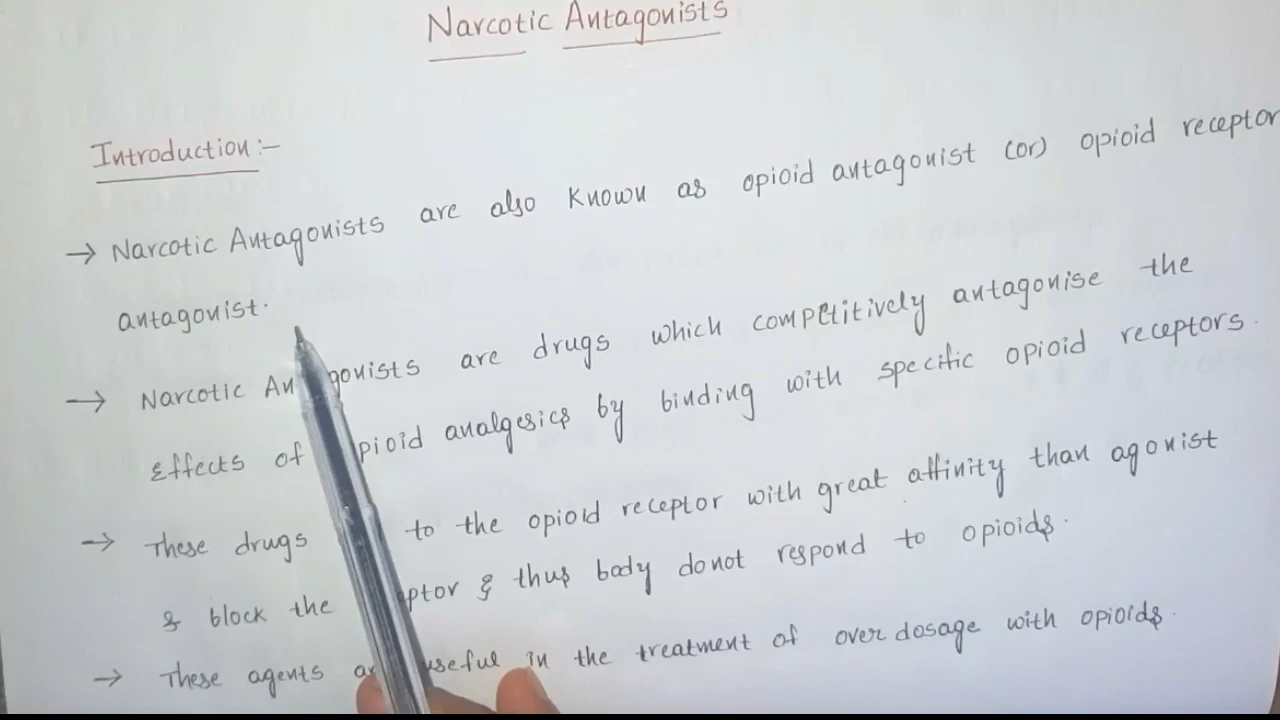 Narcotic Antagonists
Introduction :-
→ Narcotic Antagonists are also known as opioid antagonist (or) opioid receptor
antagonist.
→ Narcotic An gonists are drugs which competitively antagonise the
effects of pioid analgesics by binding with specific opioid receptors.
→ These drugs to the opioid receptor with great affinity than agonist
& block the eptor & thus body donot respond to opioids.
→ These agents ar useful in the treatment of over dosage with opioids.